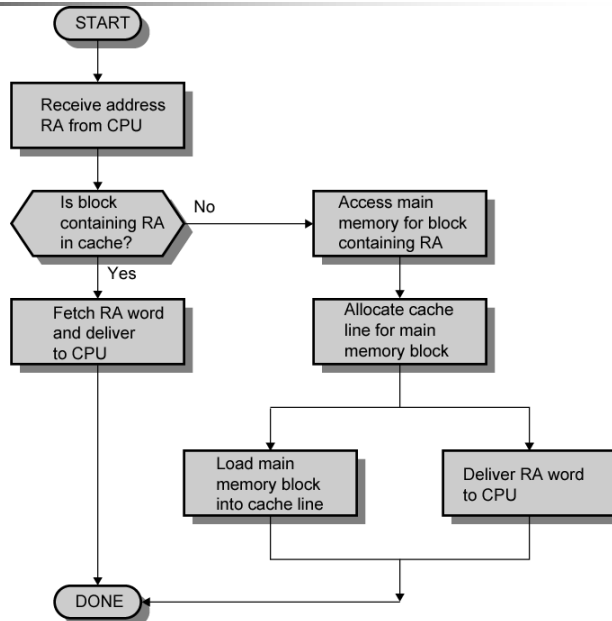 START
Receive address
RA from CPU
Is block
containing RA
in cache?
No
Access main
memory for block
containing RA
Yes
Fetch RA word
and deliver
to CPU
Allocate cache
line for main
memory block
Load main
memory block
into cache line
Deliver RA word
to CPU
DONE